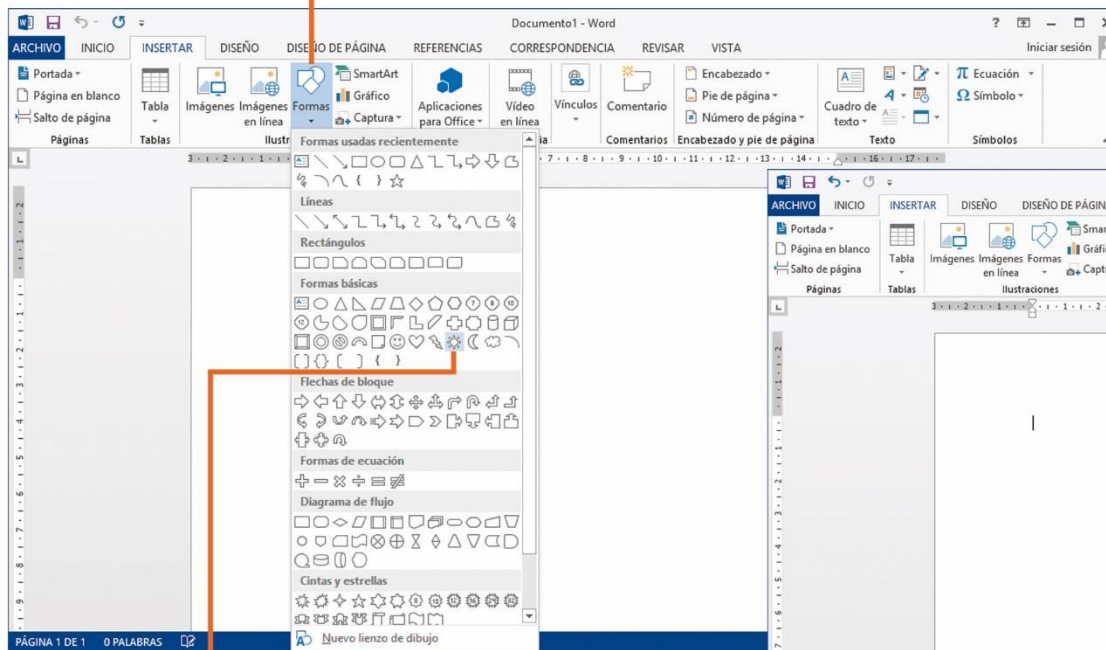 Documento1 - Word
ARCHIVO INICIO INSERTAR DISEÑO DISEÑO DE PÁGINA REFERENCIAS CORRESPONDENCIA REVISAR VISTA Iniciar sesión
Portada
Página en blanco
Salto de página
Páginas
Tabla
Tablas
Imágenes
Imágenes en línea
Formas
SmartArt
Gráfico
Captura
Ilustr
Aplicaciones
para Office
Vídeo
en línea
ia
Vínculos
Comentario
Comentarios
Encabezado
Pie de página
Número de página
Encabezado y pie de página
Cuadro de
texto
Texto
π Ecuación
Ω Símbolo
Símbolos
Formas usadas recientemente
Líneas
Rectángulos
Formas básicas
Flechas de bloque
Formas de ecuación
Diagrama de flujo
Cintas y estrellas
Nuevo lienzo de dibujo
PÁGINA 1 DE 1 0 PALABRAS
ARCHIVO INICIO INSERTAR DISEÑO DISEÑO DE PÁGIN
Portada
Página en blanco
Salto de página
Páginas
Tabla
Tablas
Imágenes
Imágenes
en línea
Formas
Smar
Gráfi
Capt
Ilustraciones